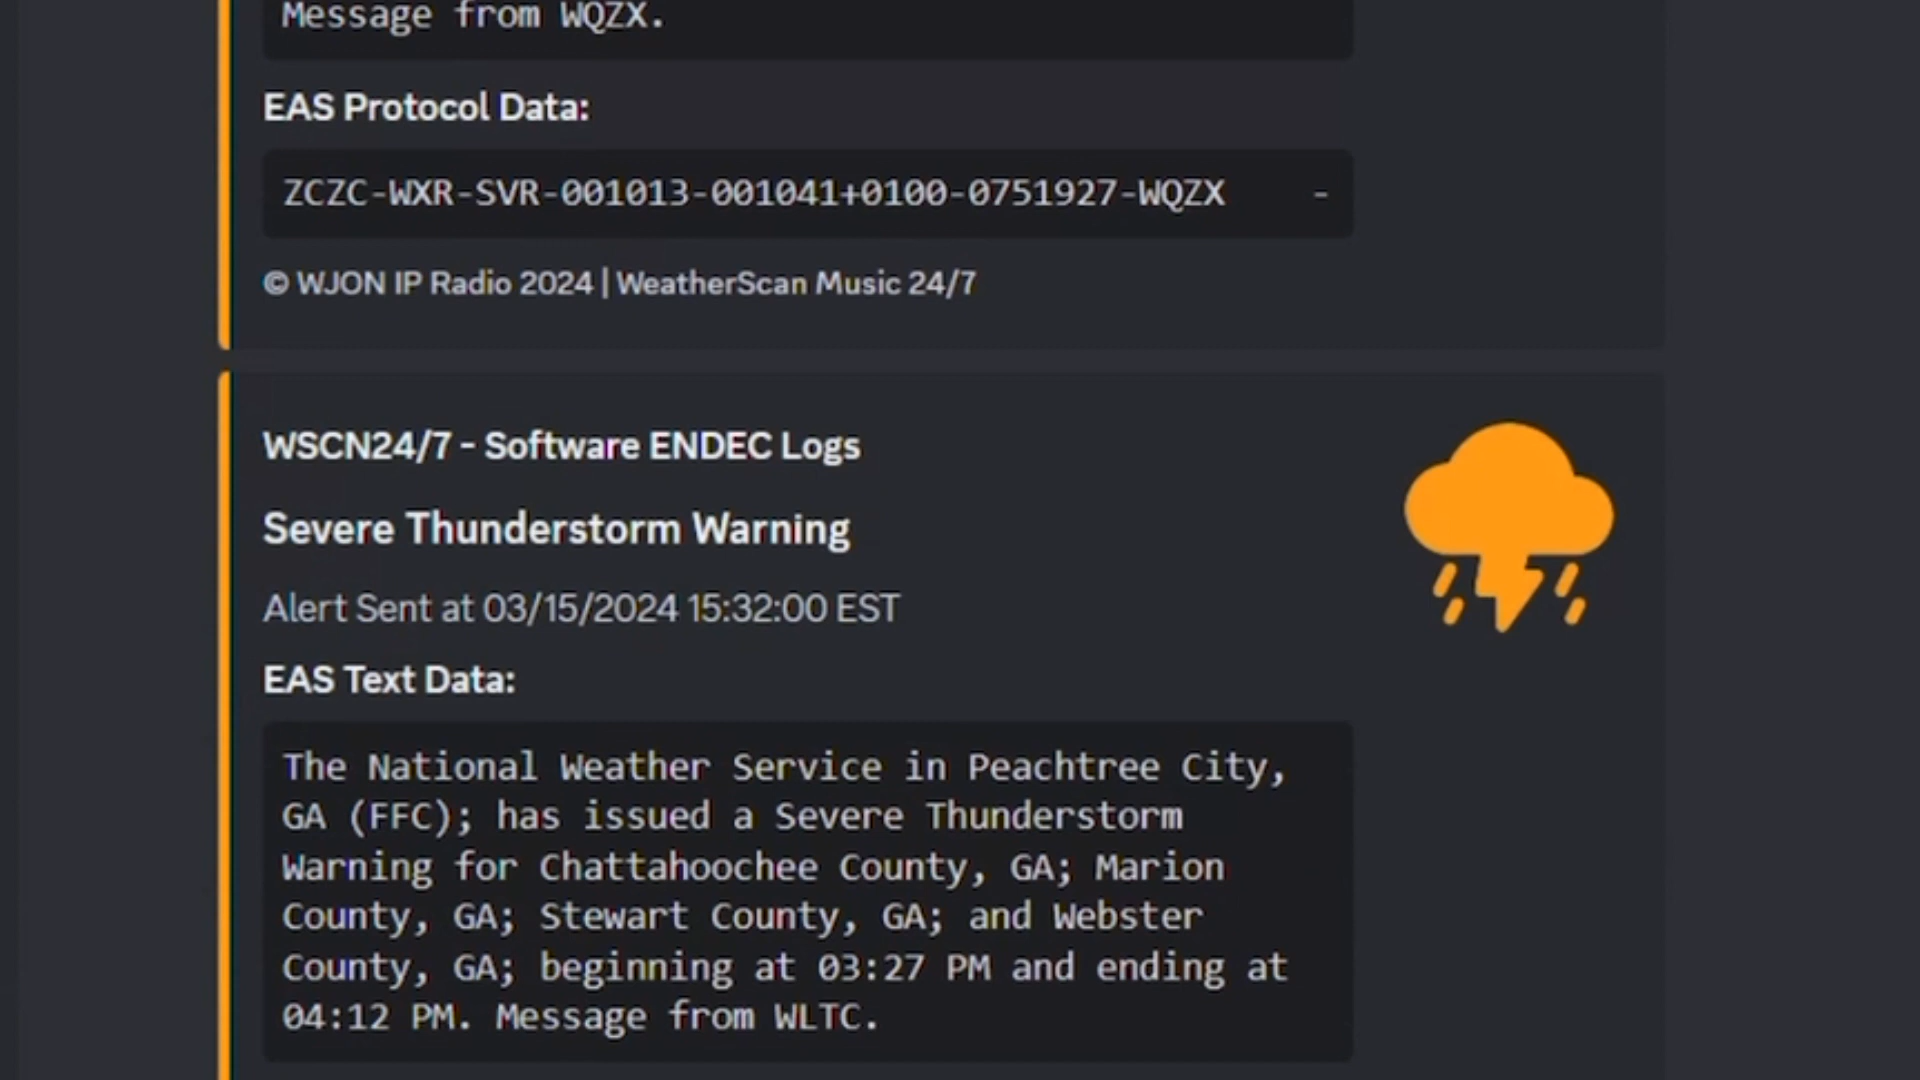 Message from WQZX.
EAS Protocol Data:
ZCZC-WXR-SVR-001013-001041+0100-0751927-WQZX    -
© WJON IP Radio 2024 | WeatherScan Music 24/7
WSCN24/7 - Software ENDEC Logs
Severe Thunderstorm Warning
Alert Sent at 03/15/2024 15:32:00 EST
EAS Text Data:
The National Weather Service in Peachtree City,
GA (FFC); has issued a Severe Thunderstorm
Warning for Chattahoochee County, GA; Marion
County, GA; Stewart County, GA; and Webster
County, GA; beginning at 03:27 PM and ending at
04:12 PM. Message from WLTC.